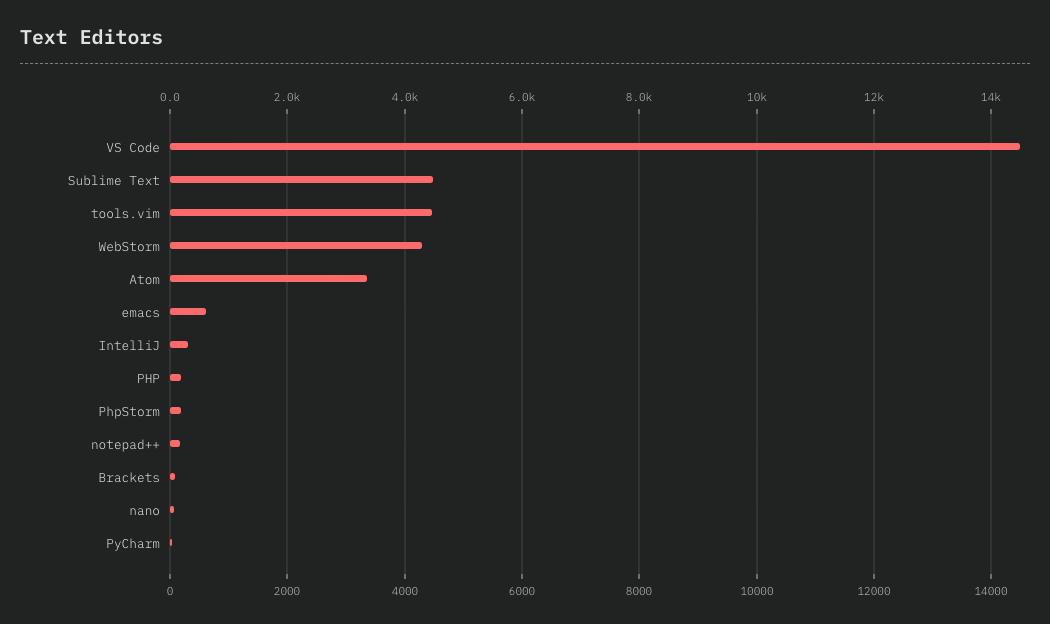 Text Editors
0.0 2.0k 4.0k 6.0k 8.0k 10k 12k 14k
VS Code
Sublime Text
tools.vim
WebStorm
Atom
emacs
IntelliJ
PHP
PhpStorm
notepad++
Brackets
nano
PyCharm
0 2000 4000 6000 8000 10000 12000 14000